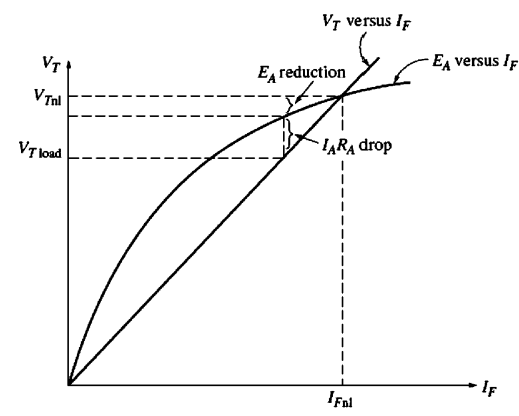 V_T versus I_F
V_T
E_A reduction
E_A versus I_F
V_Tnl
V_T load
I_A R_A drop
I_F
I_Fnl